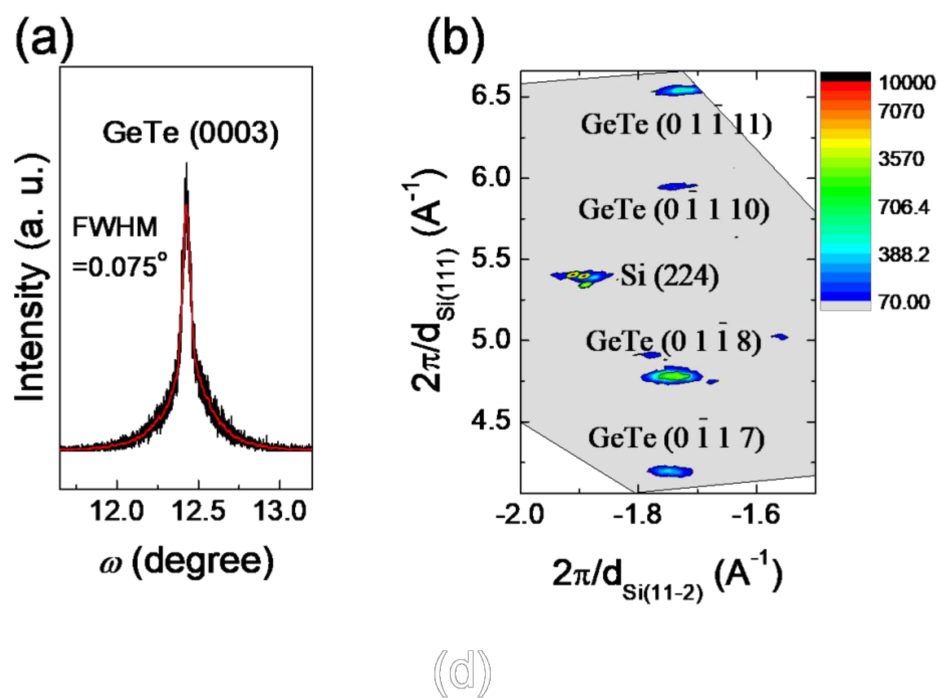 (a)
GeTe (0003)
FWHM
=0.075°
Intensity (a. u.)
12.0 12.5 13.0
ω (degree)
(b)
6.5
6.0
5.5
5.0
4.5
2π/d_Si(111) (A⁻¹)
GeTe (0 1 1̄ 11)
GeTe (0 1̄ 1 10)
Si (224)
GeTe (0 1 1̄ 8)
GeTe (0 1̄ 1 7)
-2.0 -1.8 -1.6
2π/d_Si(11-2) (A⁻¹)
10000
7070
3570
706.4
388.2
70.00
(d)